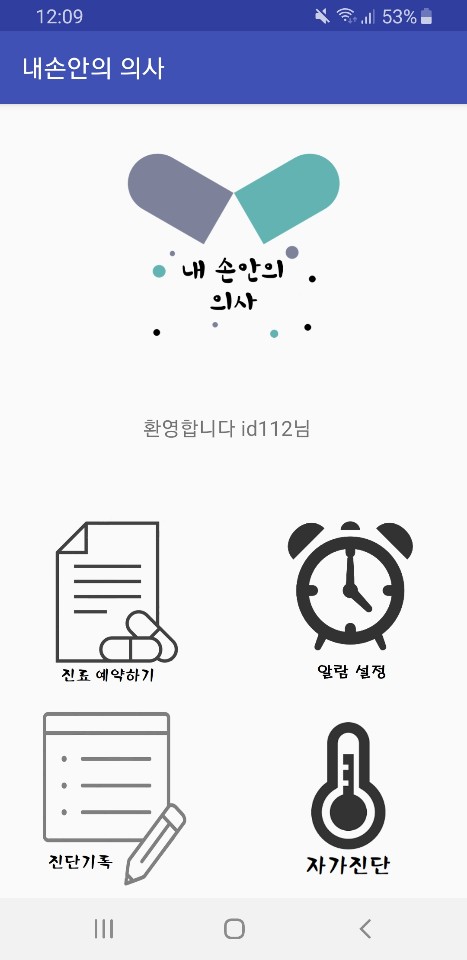 12:09 53%
내손안의 의사
내 손안의
의사
환영합니다 id112님
진료 예약하기
알람 설정
진단기록
자가진단